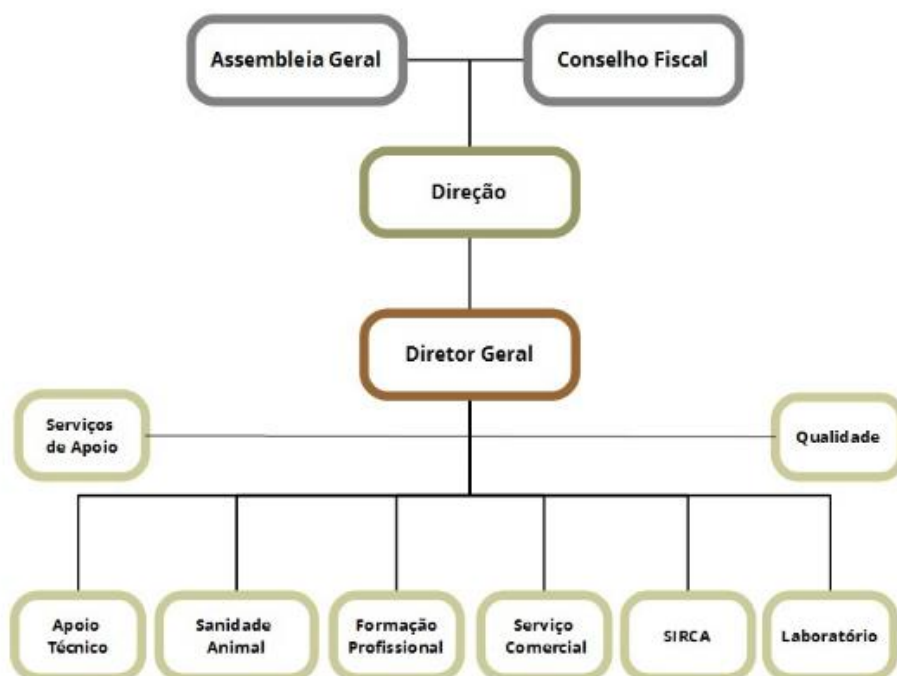 Assembleia Geral
Conselho Fiscal
Direção
Diretor Geral
Serviços
de Apoio
Qualidade
Apoio
Técnico
Sanidade
Animal
Formação
Profissional
Serviço
Comercial
SIRCA
Laboratório